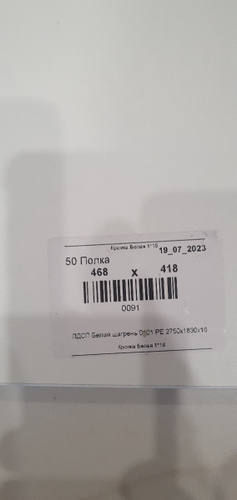 Кромка Белая 1*19 19_07_2023
50 Полка
468 x 418
0091
ЛДСП Белая шагрень 0101 PE 2750x1830x16
Кромка Белая 1*19